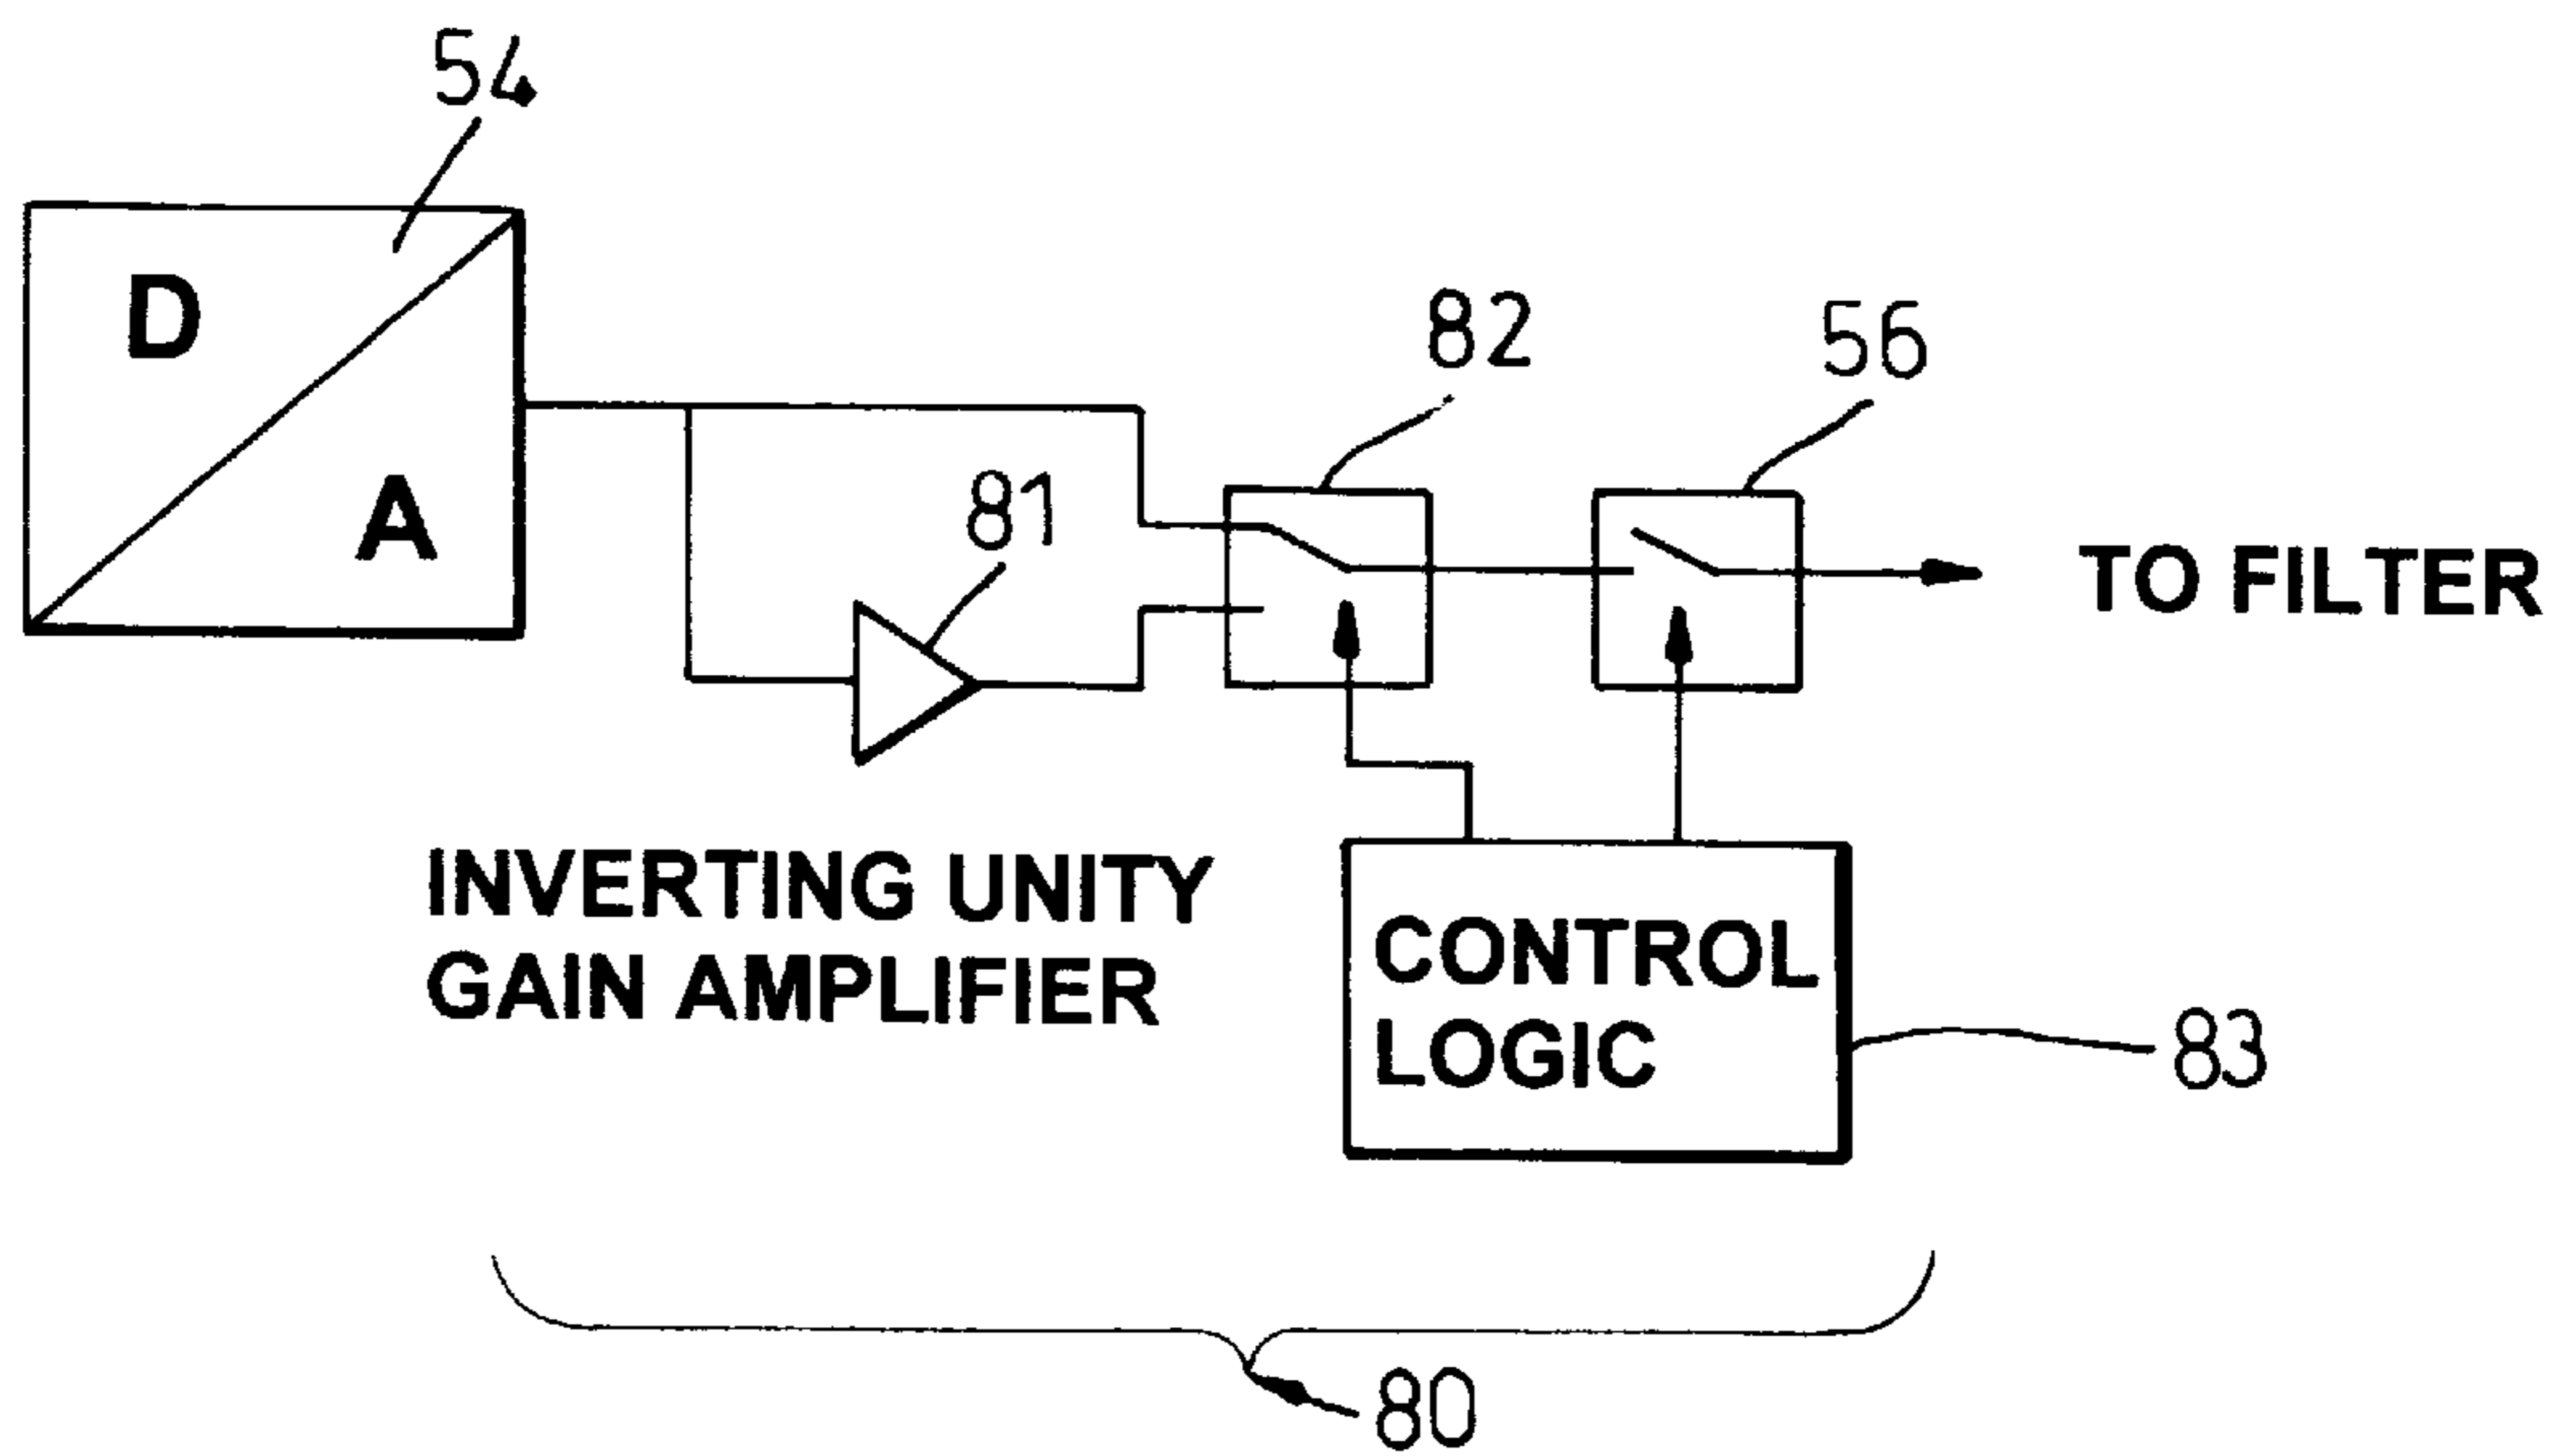 54
D
A
82
56
81
TO FILTER
INVERTING UNITY
GAIN AMPLIFIER
CONTROL
LOGIC
83
80